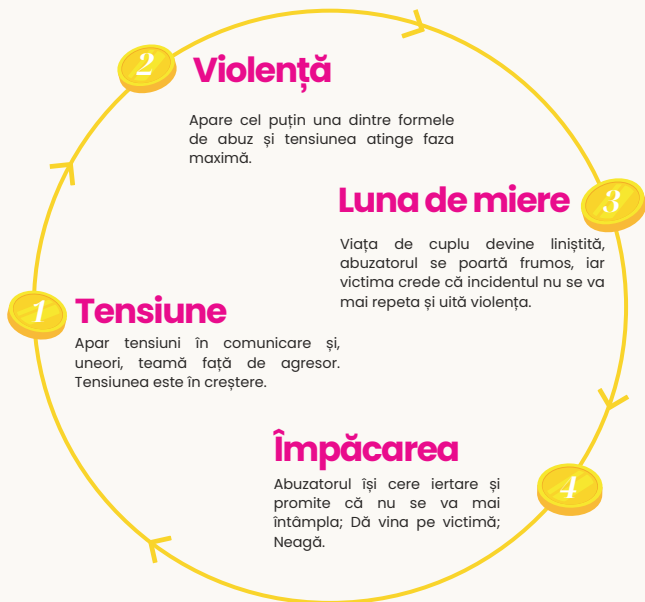 2
Violență
Apare cel puțin una dintre formele
de abuz și tensiunea atinge faza
maximă.
Luna de miere
3
Viața de cuplu devine liniștită,
abuzatorul se poartă frumos, iar
victima crede că incidentul nu se va
mai repeta și uită violența.
1
Tensiune
Apar tensiuni în comunicare și,
uneori, teamă față de agresor.
Tensiunea este în creștere.
Împăcarea
4
Abuzatorul își cere iertare și
promite că nu se va mai
întâmpla; Dă vina pe victimă;
Neagă.